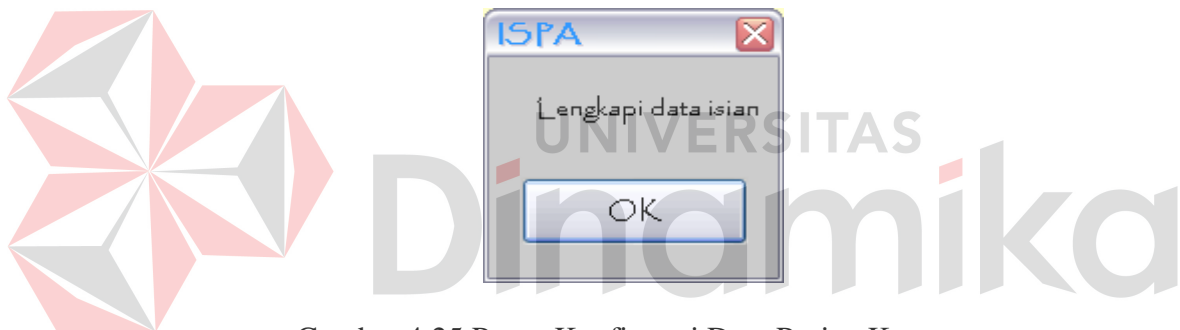 ISPA
Lengkapi data isian
UNIVERSITAS
Dinamika
OK